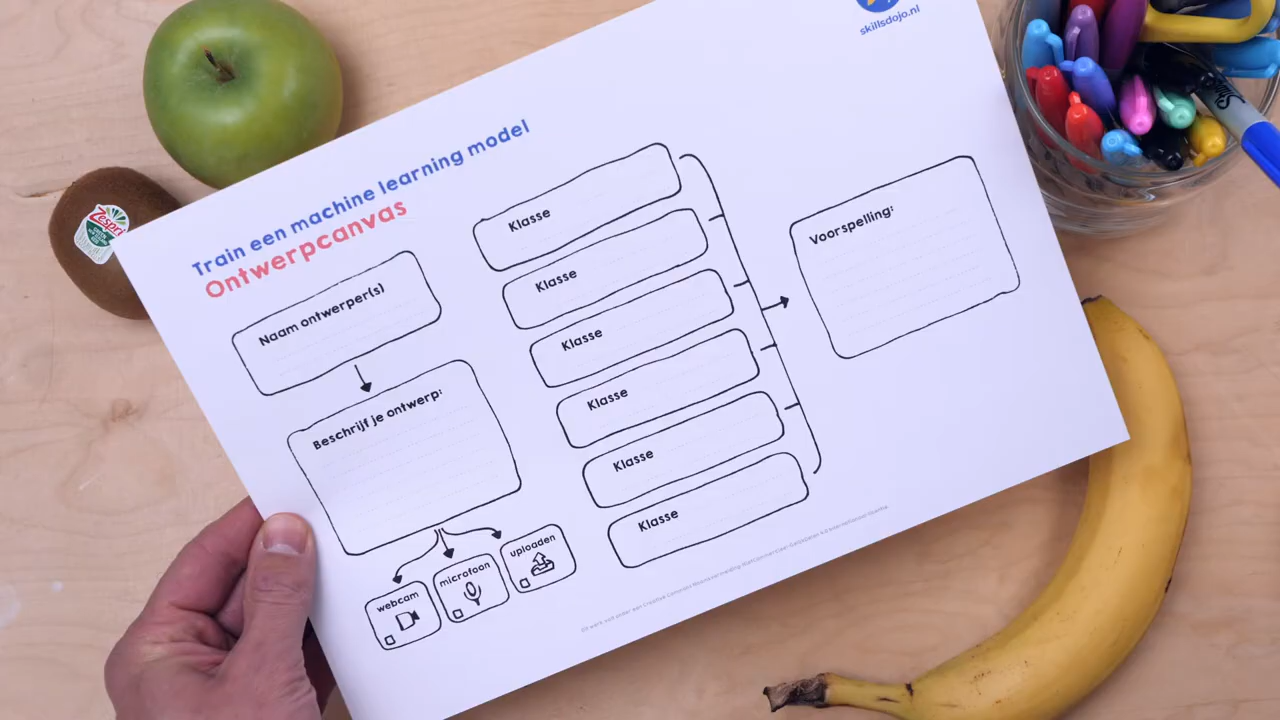 skillsdojo.nl
Train een machine learning model
Ontwerpcanvas
Naam ontwerper(s)
Beschrijf je ontwerp:
webcam
microfoon
uploaden
Klasse
Klasse
Klasse
Klasse
Klasse
Klasse
Voorspelling:
Zespri